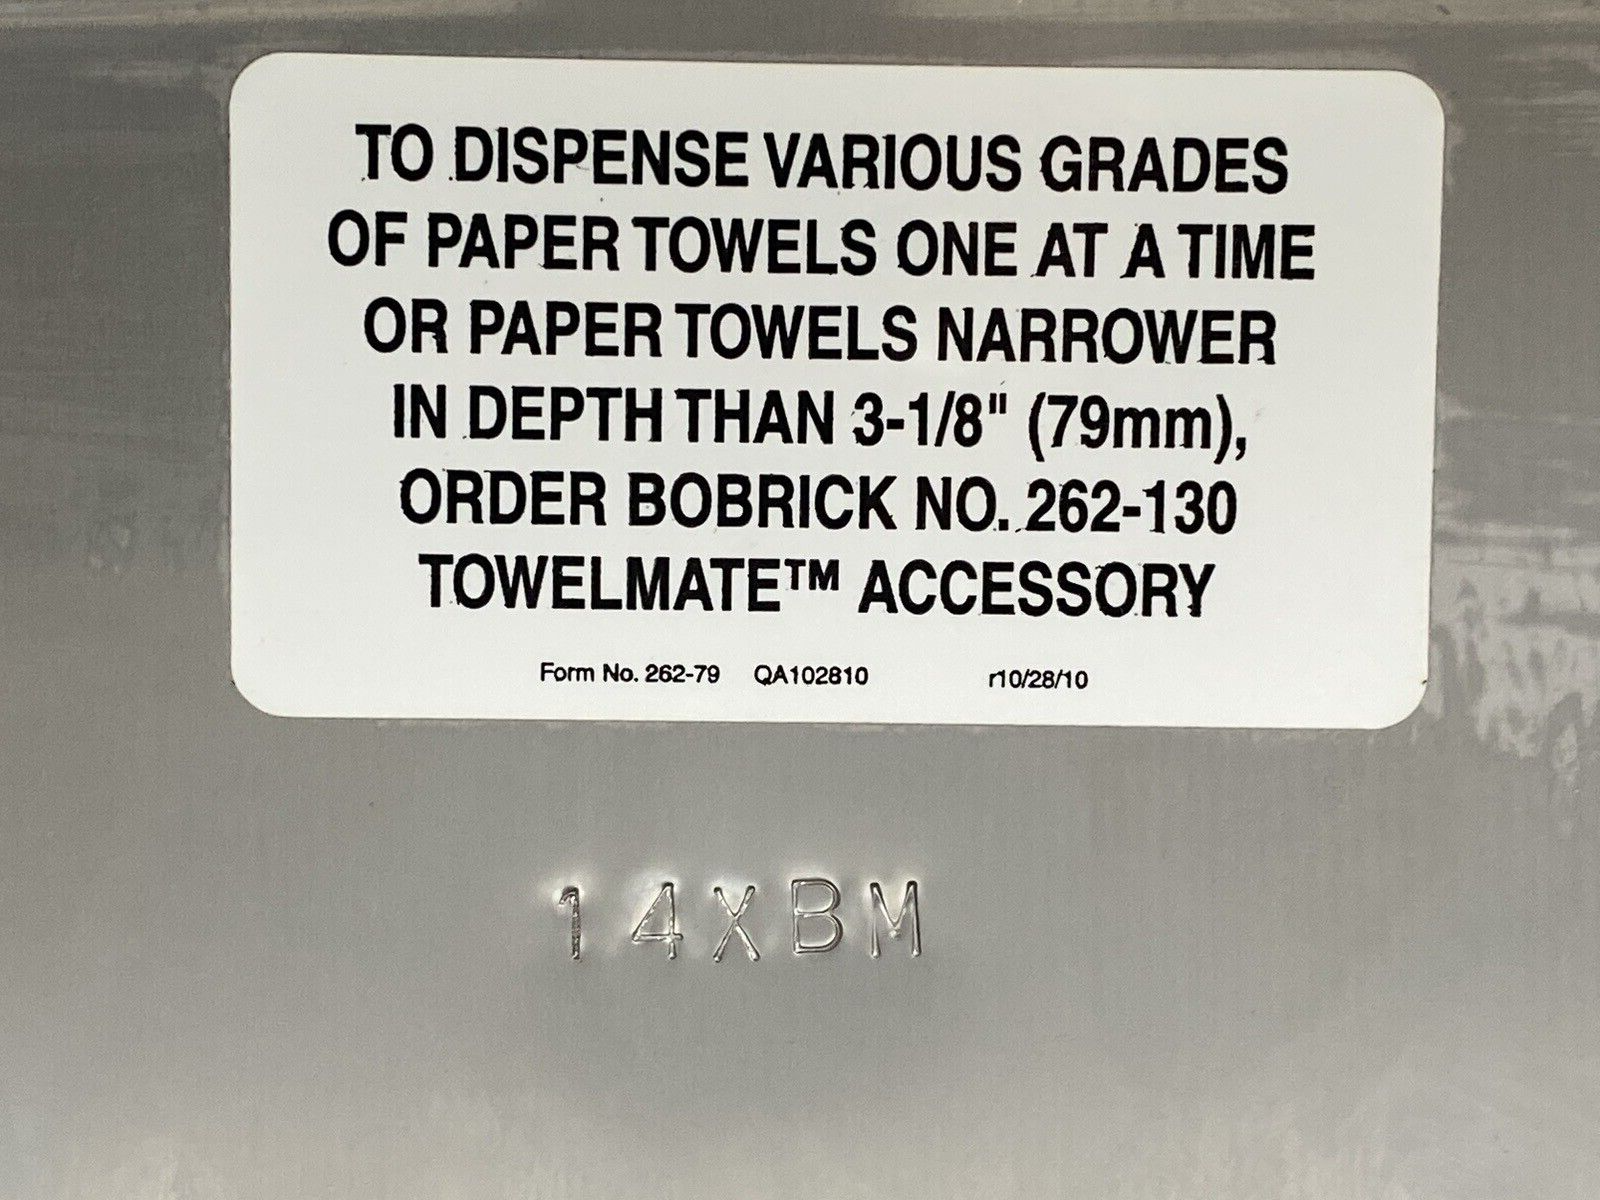 TO DISPENSE VARIOUS GRADES
OF PAPER TOWELS ONE AT A TIME
OR PAPER TOWELS NARROWER
IN DEPTH THAN 3-1/8" (79mm),
ORDER BOBRICK NO. 262-130
TOWELMATE™ ACCESSORY
Form No. 262-79 QA102810 r10/28/10
14XBM